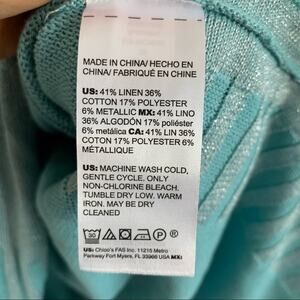 MADE IN CHINA/ HECHO EN
CHINA/ FABRIQUÉ EN CHINE
US: 41% LINEN 36%
COTTON 17% POLYESTER
6% METALLIC MX: 41% LINO
36% ALGODÓN 17% poliéster
6% metálica CA: 41% LIN 36%
COTON 17% POLYESTER 6%
MÉTALLIQUE
US: MACHINE WASH COLD,
GENTLE CYCLE. ONLY
NON-CHLORINE BLEACH.
TUMBLE DRY LOW. WARM
IRON. MAY BE DRY
CLEANED
30
P
US: Chico's FAS Inc. 11215 Metro
Parkway Fort Myers, FL 33966 USA MX: